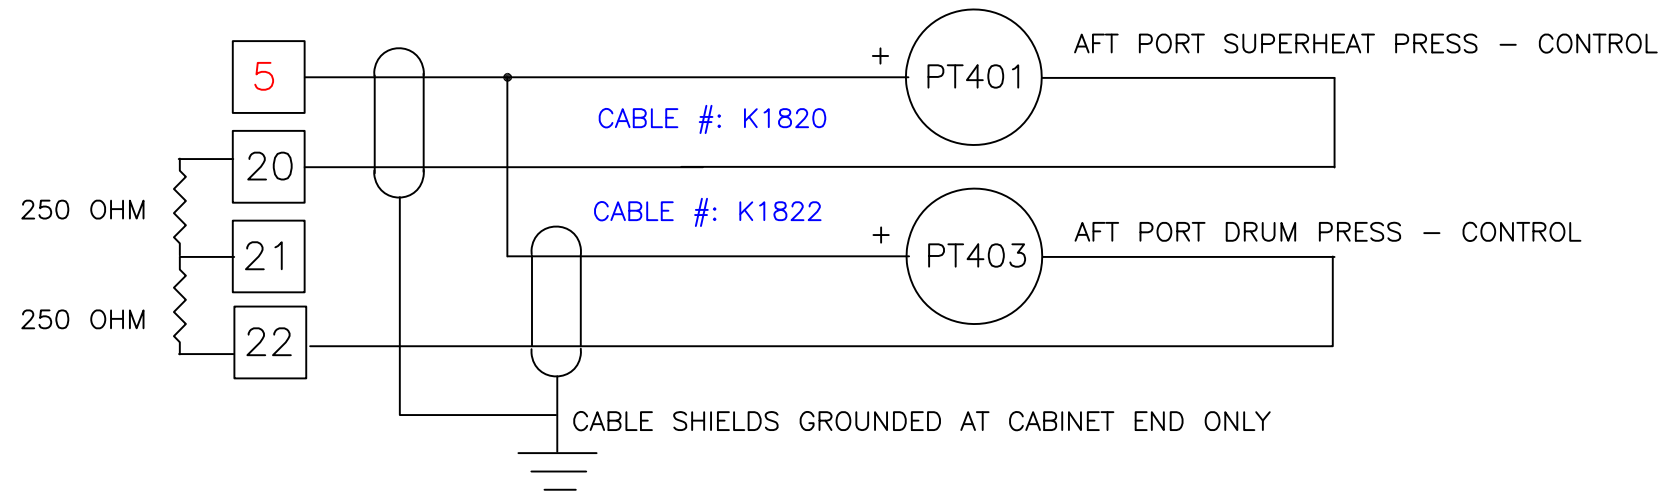 5
+
PT401
AFT PORT SUPERHEAT PRESS - CONTROL
CABLE #: K1820
20
250 OHM
CABLE #: K1822
21
+
PT403
AFT PORT DRUM PRESS - CONTROL
250 OHM
22
CABLE SHIELDS GROUNDED AT CABINET END ONLY